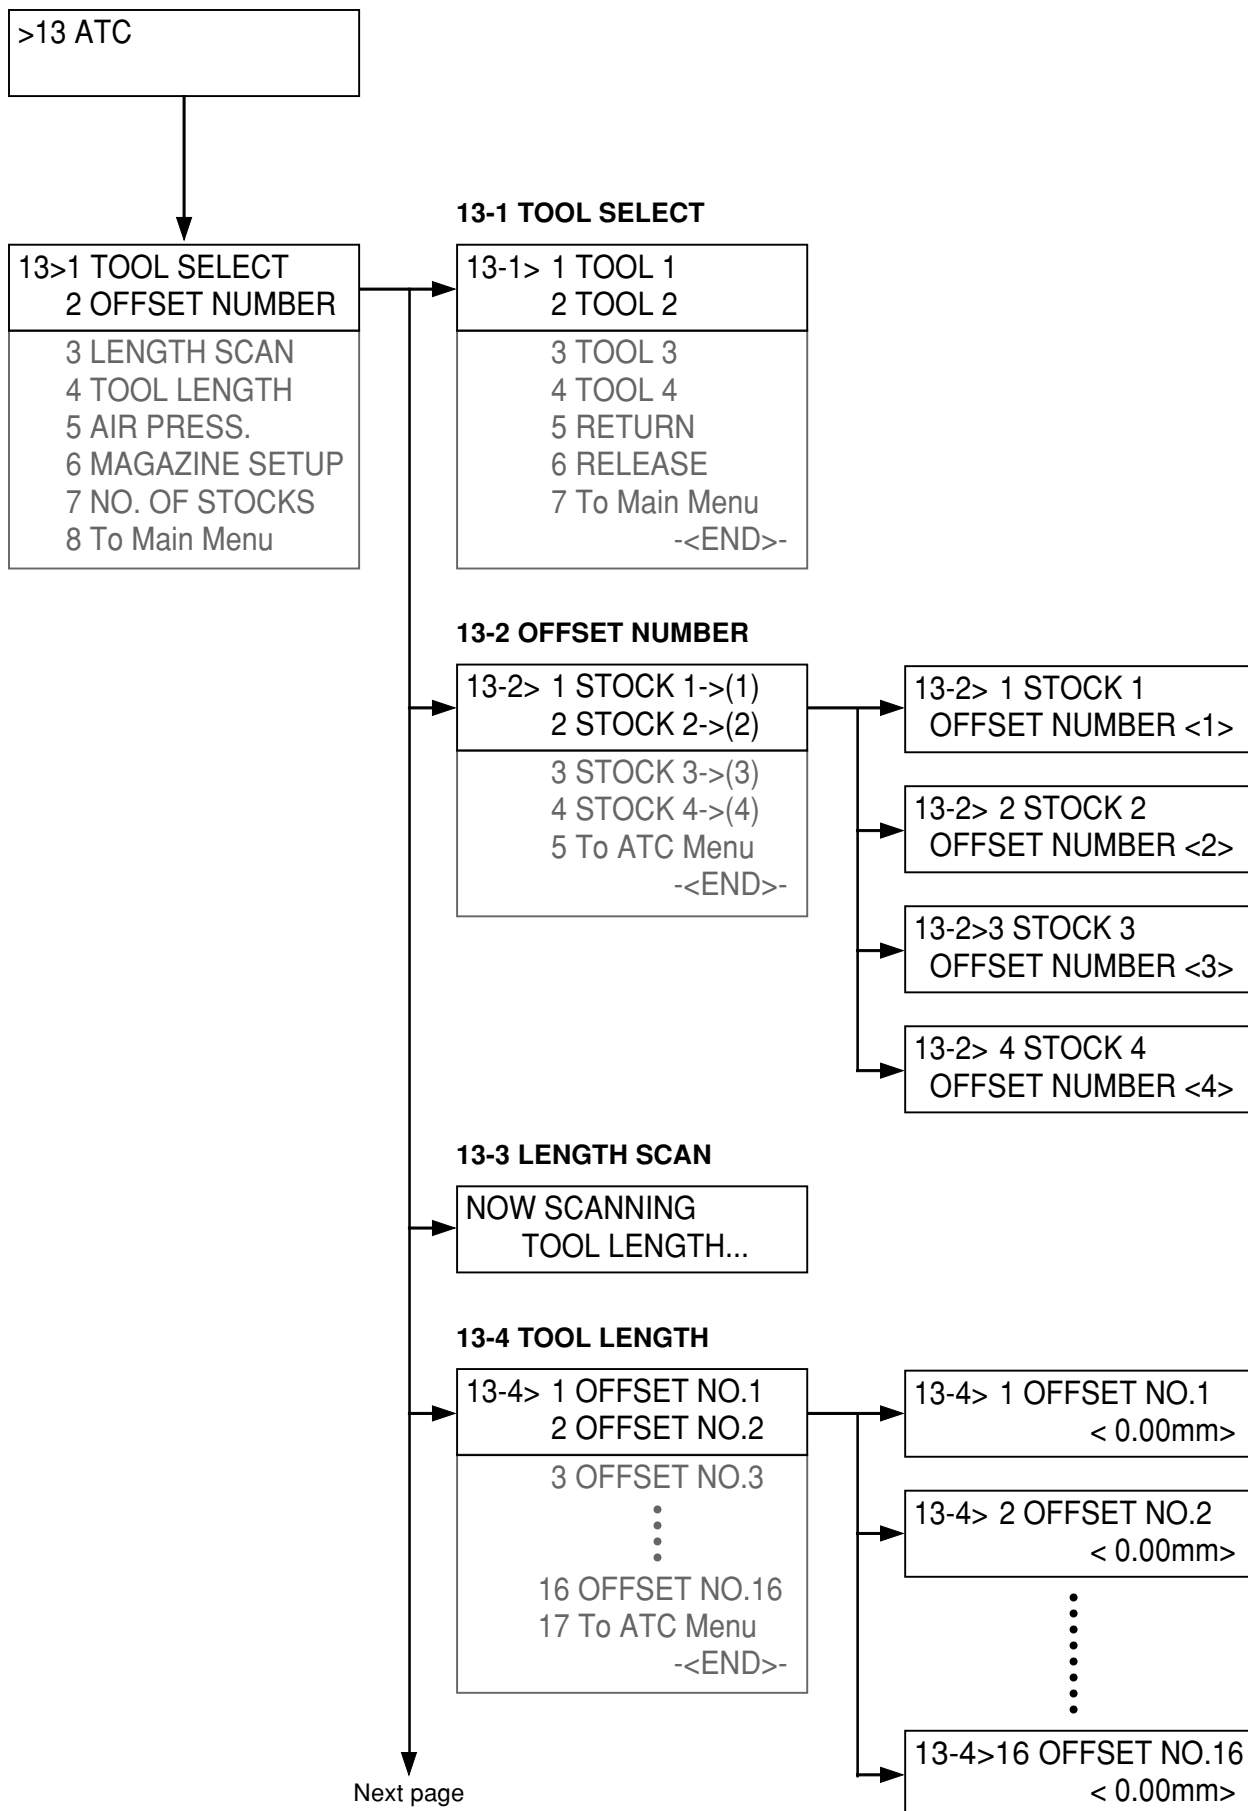 >13 ATC
13>1 TOOL SELECT
2 OFFSET NUMBER
3 LENGTH SCAN
4 TOOL LENGTH
5 AIR PRESS.
6 MAGAZINE SETUP
7 NO. OF STOCKS
8 To Main Menu
13-1 TOOL SELECT
13-1> 1 TOOL 1
2 TOOL 2
3 TOOL 3
4 TOOL 4
5 RETURN
6 RELEASE
7 To Main Menu
-<END>-
13-2 OFFSET NUMBER
13-2> 1 STOCK 1->(1)
2 STOCK 2->(2)
3 STOCK 3->(3)
4 STOCK 4->(4)
5 To ATC Menu
-<END>-
13-2> 1 STOCK 1
OFFSET NUMBER <1>
13-2> 2 STOCK 2
OFFSET NUMBER <2>
13-2>3 STOCK 3
OFFSET NUMBER <3>
13-2> 4 STOCK 4
OFFSET NUMBER <4>
13-3 LENGTH SCAN
NOW SCANNING
TOOL LENGTH...
13-4 TOOL LENGTH
13-4> 1 OFFSET NO.1
2 OFFSET NO.2
3 OFFSET NO.3
16 OFFSET NO.16
17 To ATC Menu
-<END>-
13-4> 1 OFFSET NO.1
< 0.00mm>
13-4> 2 OFFSET NO.2
< 0.00mm>
13-4>16 OFFSET NO.16
< 0.00mm>
Next page